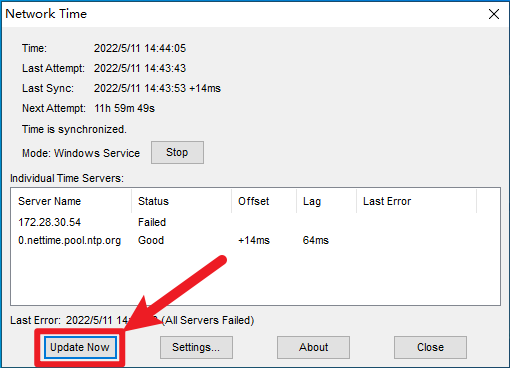 Network Time
Time: 2022/5/11 14:44:05
Last Attempt: 2022/5/11 14:43:43
Last Sync: 2022/5/11 14:43:53 +14ms
Next Attempt: 11h 59m 49s
Time is synchronized.
Mode: Windows Service Stop
Individual Time Servers:
Server Name Status Offset Lag Last Error
172.28.30.54 Failed
0.nettime.pool.ntp.org Good +14ms 64ms
Last Error: 2022/5/11 (All Servers Failed)
Update Now Settings... About Close